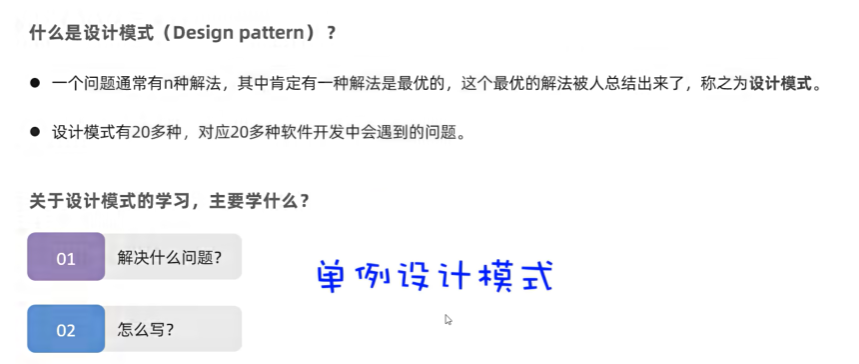 什么是设计模式（Design pattern）?
● 一个问题通常有n种解法，其中肯定有一种解法是最优的，这个最优的解法被人总结出来了，称之为设计模式。
● 设计模式有20多种，对应20多种软件开发中会遇到的问题。
关于设计模式的学习，主要学什么？
01 解决什么问题？
单例设计模式
02 怎么写？